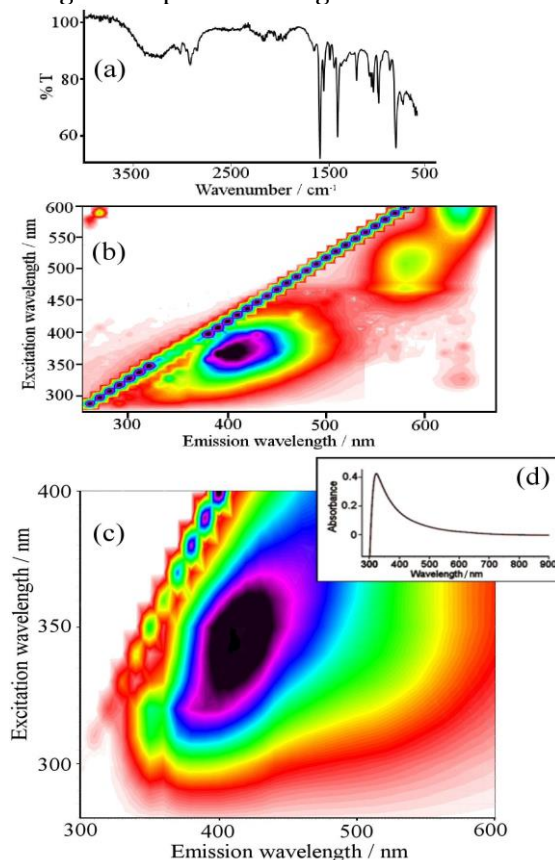 100
(a)
% T
80
60
3500
2500
1500
500
Wavenumber / cm⁻¹
600
(b)
550
500
450
400
350
300
Excitation wavelength / nm
300
400
500
600
Emission wavelength / nm
(d)
0.4
0.2
0
Absorbance
300 400 500 600 700 800 900
Wavelength / nm
400
(c)
350
300
Excitation wavelength / nm
300
400
500
600
Emission wavelength / nm